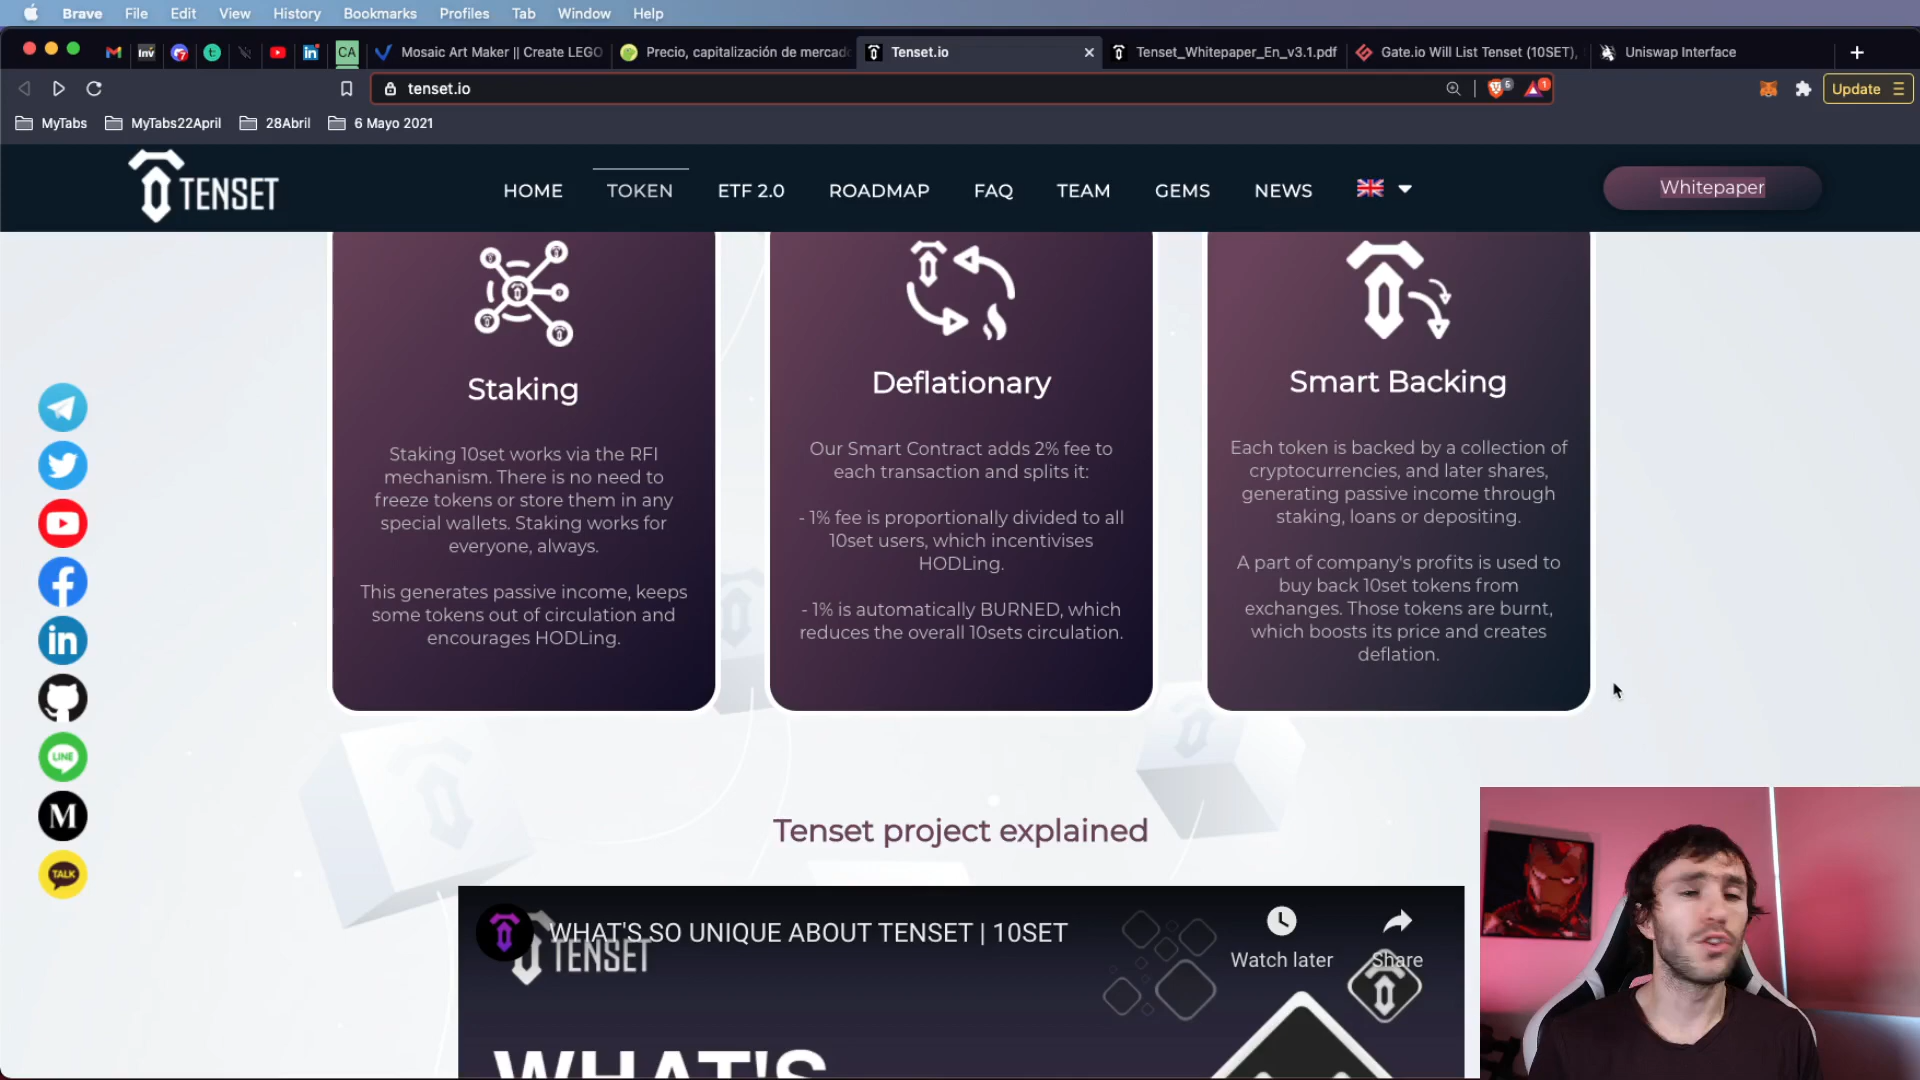 Brave File Edit View History Bookmarks Profiles Tab Window Help
Inv CA Mosaic Art Maker || Create LEGO Precio, capitalización de mercado Tenset.io Tenset_Whitepaper_En_v3.1.pdf Gate.io Will List Tenset (10SET), Uniswap Interface
tenset.io 6 1 Update
MyTabs MyTabs22April 28Abril 6 Mayo 2021
TENSET HOME TOKEN ETF 2.0 ROADMAP FAQ TEAM GEMS NEWS Whitepaper
Staking
Staking 10set works via the RFI
mechanism. There is no need to
freeze tokens or store them in any
special wallets. Staking works for
everyone, always.
This generates passive income, keeps
some tokens out of circulation and
encourages HODLing.
Deflationary
Our Smart Contract adds 2% fee to
each transaction and splits it:
- 1% fee is proportionally divided to all
10set users, which incentivises
HODLing.
- 1% is automatically BURNED, which
reduces the overall 10sets circulation.
Smart Backing
Each token is backed by a collection of
cryptocurrencies, and later shares,
generating passive income through
staking, loans or depositing.
A part of company's profits is used to
buy back 10set tokens from
exchanges. Those tokens are burnt,
which boosts its price and creates
deflation.
LINE
M
TALK
Tenset project explained
WHAT'S SO UNIQUE ABOUT TENSET | 10SET
TENSET
Watch later
Share
WHAT'S